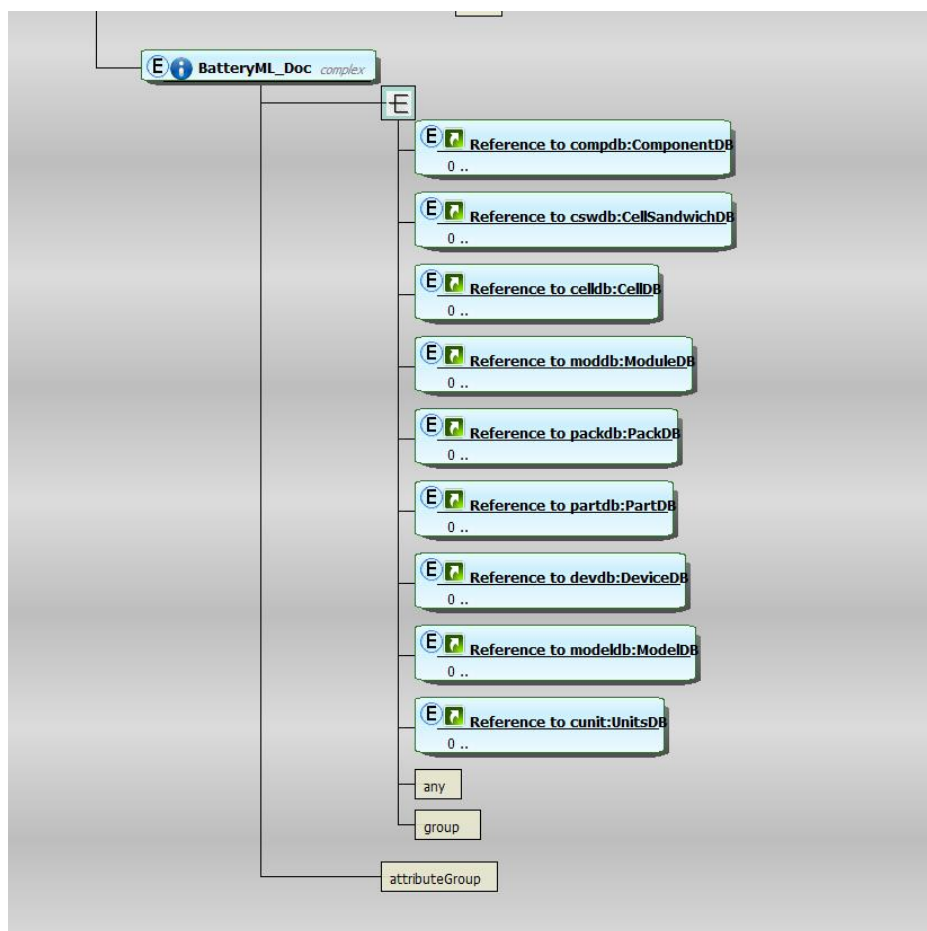 E i BatteryML_Doc complex
E
E Reference to compdb:ComponentDB
0 ..
E Reference to cswdb:CellSandwichDB
0 ..
E Reference to celldb:CellDB
0 ..
E Reference to moddb:ModuleDB
0 ..
E Reference to packdb:PackDB
0 ..
E Reference to partdb:PartDB
0 ..
E Reference to devdb:DeviceDB
0 ..
E Reference to modeldb:ModelDB
0 ..
E Reference to cunit:UnitsDB
0 ..
any
group
attributeGroup